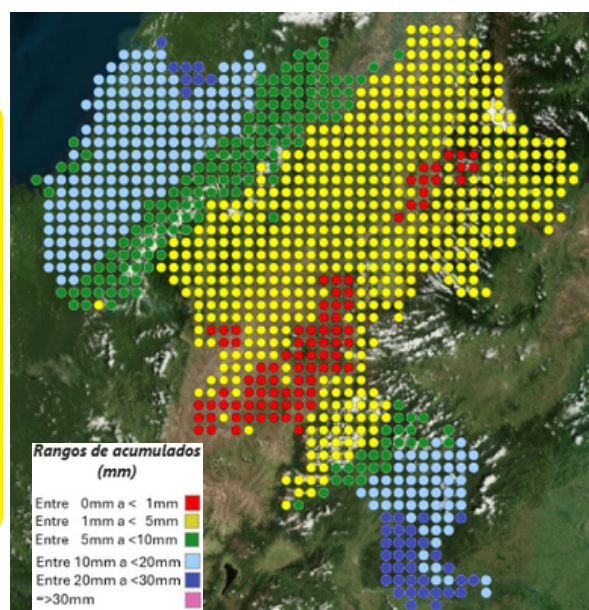 Rangos de acumulados
(mm)
Entre 0mm a < 1mm
Entre 1mm a < 5mm
Entre 5mm a <10mm
Entre 10mm a <20mm
Entre 20mm a <30mm
=>30mm